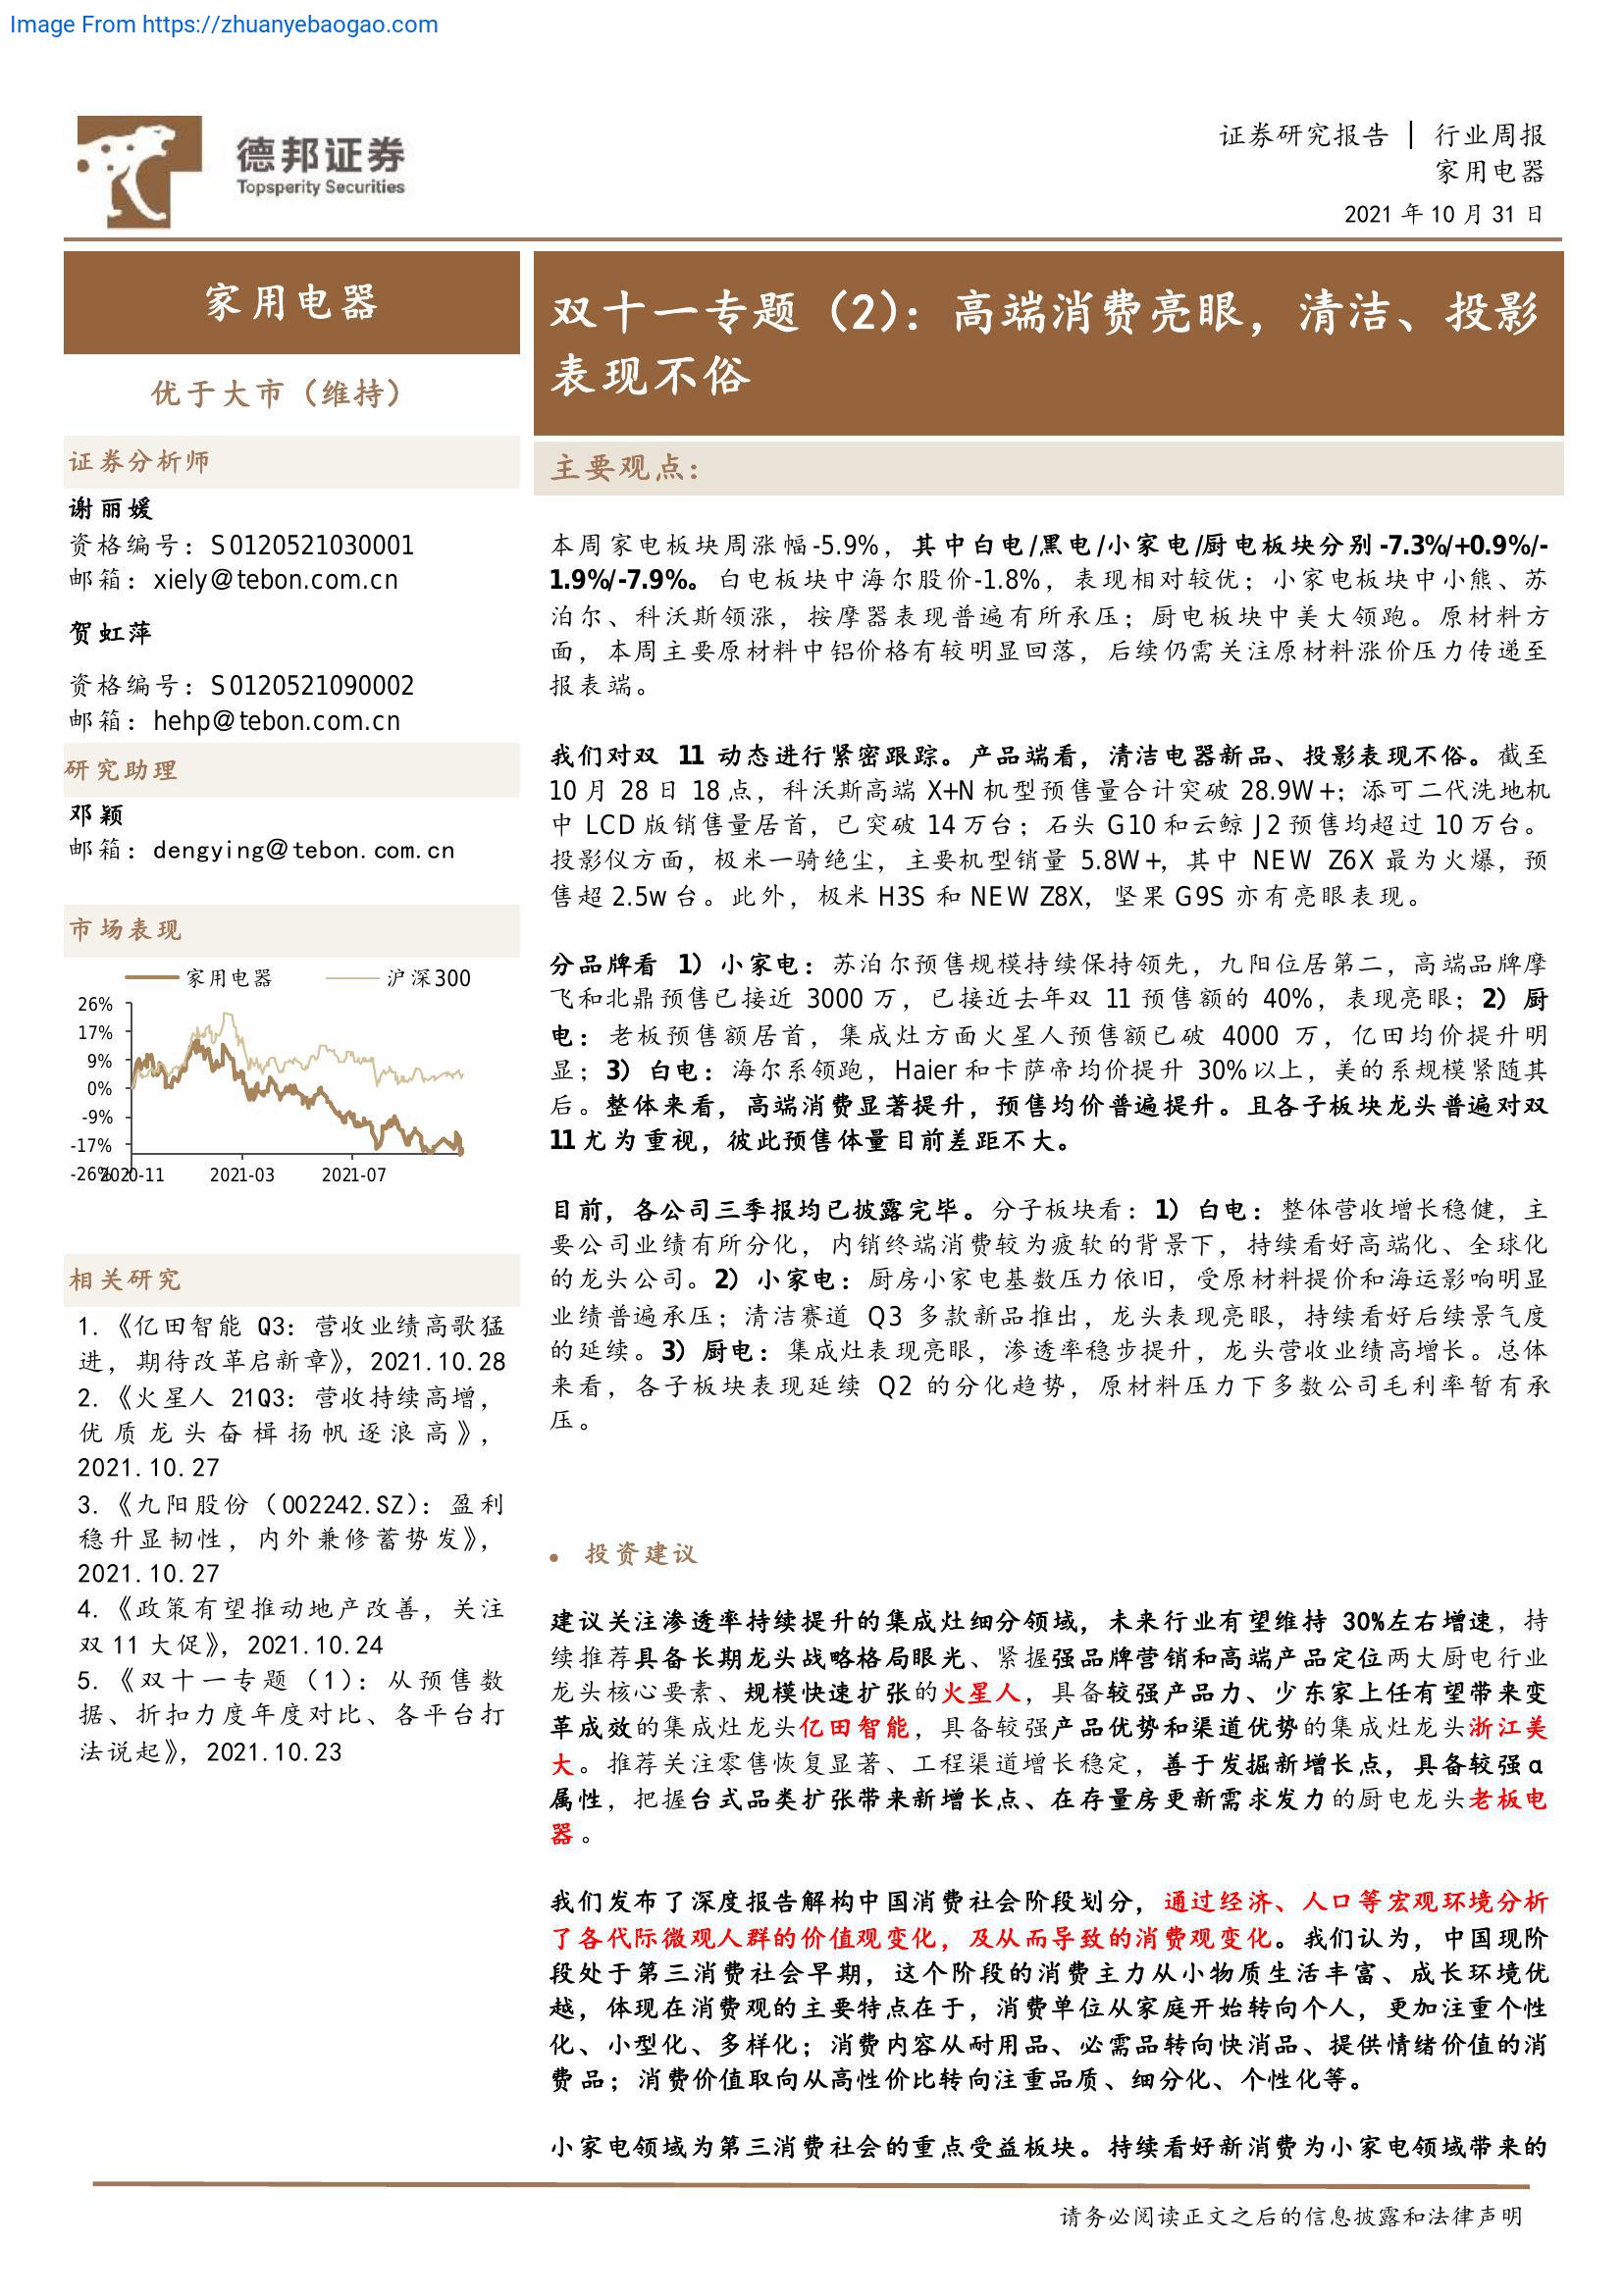 Image From https://zhuanyebaogao.com
德邦证券
Topsperity Securities
证券研究报告 | 行业周报
家用电器
2021 年 10 月 31 日
家用电器
优于大市（维持）
证券分析师
谢丽媛
资格编号：S0120521030001
邮箱：xiely@tebon.com.cn
贺虹萍
资格编号：S0120521090002
邮箱：hehp@tebon.com.cn
研究助理
邓颖
邮箱：dengying@tebon.com.cn
市场表现
家用电器 沪深300
26%
17%
9%
0%
-9%
-17%
-26%
2020-11 2021-03 2021-07
相关研究
1.《亿田智能 Q3：营收业绩高歌猛
进，期待改革启新章》，2021.10.28
2.《火星人 21Q3：营收持续高增，
优质龙头奋楫扬帆逐浪高》，
2021.10.27
3.《九阳股份（002242.SZ）：盈利
稳升显韧性，内外兼修蓄势发》，
2021.10.27
4.《政策有望推动地产改善，关注
双 11 大促》，2021.10.24
5.《双十一专题（1）：从预售数
据、折扣力度年度对比、各平台打
法说起》，2021.10.23
双十一专题（2）：高端消费亮眼，清洁、投影
表现不俗
主要观点：
本周家电板块周涨幅-5.9%，其中白电/黑电/小家电/厨电板块分别-7.3%/+0.9%/-
1.9%/-7.9%。白电板块中海尔股价-1.8%，表现相对较优；小家电板块中小熊、苏
泊尔、科沃斯领涨，按摩器表现普遍有所承压；厨电板块中美大领跑。原材料方
面，本周主要原材料中铝价格有较明显回落，后续仍需关注原材料涨价压力传递至
报表端。
我们对双 11 动态进行紧密跟踪。产品端看，清洁电器新品、投影表现不俗。截至
10 月 28 日 18 点，科沃斯高端 X+N 机型预售量合计突破 28.9W+；添可二代洗地机
中 LCD 版销售量居首，已突破 14 万台；石头 G10 和云鲸 J2 预售均超过 10 万台。
投影仪方面，极米一骑绝尘，主要机型销量 5.8W+，其中 NEW Z6X 最为火爆，预
售超 2.5w 台。此外，极米 H3S 和 NEW Z8X，坚果 G9S 亦有亮眼表现。
分品牌看 1）小家电：苏泊尔预售规模持续保持领先，九阳位居第二，高端品牌摩
飞和北鼎预售已接近 3000 万，已接近去年双 11 预售额的 40%，表现亮眼；2）厨
电：老板预售额居首，集成灶方面火星人预售额已破 4000 万，亿田均价提升明
显；3）白电：海尔系领跑，Haier 和卡萨帝均价提升 30%以上，美的系规模紧随其
后。整体来看，高端消费显著提升，预售均价普遍提升。且各子板块龙头普遍对双
11 尤为重视，彼此预售体量目前差距不大。
目前，各公司三季报均已披露完毕。分子板块看：1）白电：整体营收增长稳健，主
要公司业绩有所分化，内销终端消费较为疲软的背景下，持续看好高端化、全球化
的龙头公司。2）小家电：厨房小家电基数压力依旧，受原材料提价和海运影响明显
业绩普遍承压；清洁赛道 Q3 多款新品推出，龙头表现亮眼，持续看好后续景气度
的延续。3）厨电：集成灶表现亮眼，渗透率稳步提升，龙头营收业绩高增长。总体
来看，各子板块表现延续 Q2 的分化趋势，原材料压力下多数公司毛利率暂有承
压。
● 投资建议
建议关注渗透率持续提升的集成灶细分领域，未来行业有望维持 30%左右增速，持
续推荐具备长期龙头战略格局眼光、紧握强品牌营销和高端产品定位两大厨电行业
龙头核心要素、规模快速扩张的火星人，具备较强产品力、少东家上任有望带来变
革成效的集成灶龙头亿田智能，具备较强产品优势和渠道优势的集成灶龙头浙江美
大。推荐关注零售恢复显著、工程渠道增长稳定，善于发掘新增长点，具备较强α
属性，把握台式品类扩张带来新增长点、在存量房更新需求发力的厨电龙头老板电
器。
我们发布了深度报告解构中国消费社会阶段划分，通过经济、人口等宏观环境分析
了各代际微观人群的价值观变化，及从而导致的消费观变化。我们认为，中国现阶
段处于第三消费社会早期，这个阶段的消费主力从小物质生活丰富、成长环境优
越，体现在消费观的主要特点在于，消费单位从家庭开始转向个人，更加注重个性
化、小型化、多样化；消费内容从耐用品、必需品转向快消品、提供情绪价值的消
费品；消费价值取向从高性价比转向注重品质、细分化、个性化等。
小家电领域为第三消费社会的重点受益板块。持续看好新消费为小家电领域带来的
请务必阅读正文之后的信息披露和法律声明